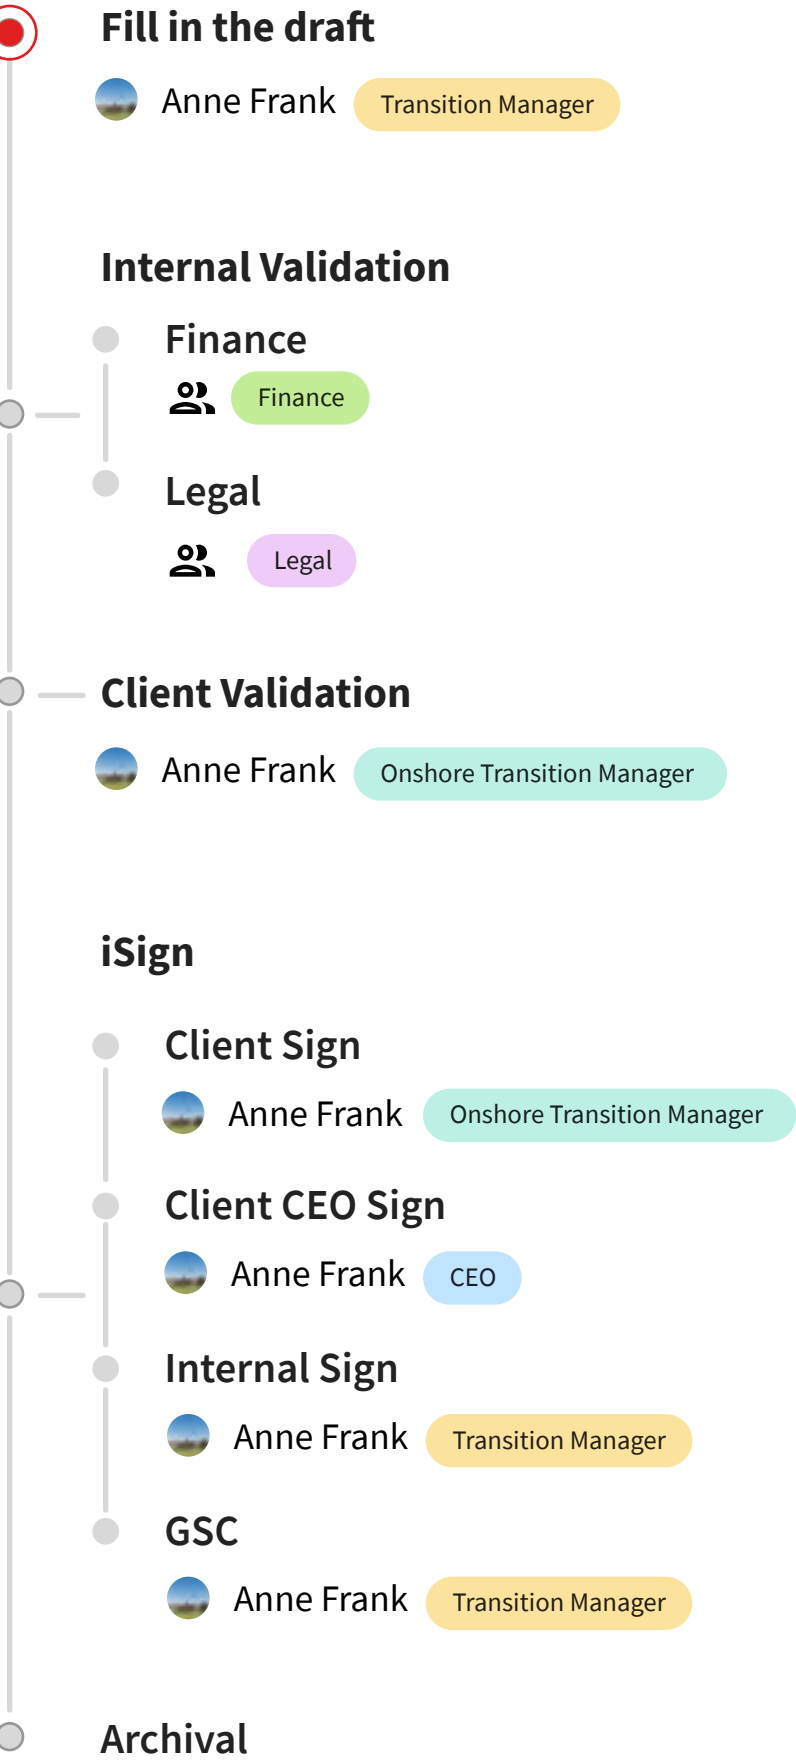 Fill in the draft
Anne Frank Transition Manager
Internal Validation
Finance
Finance
Legal
Legal
Client Validation
Anne Frank Onshore Transition Manager
iSign
Client Sign
Anne Frank Onshore Transition Manager
Client CEO Sign
Anne Frank CEO
Internal Sign
Anne Frank Transition Manager
GSC
Anne Frank Transition Manager
Archival